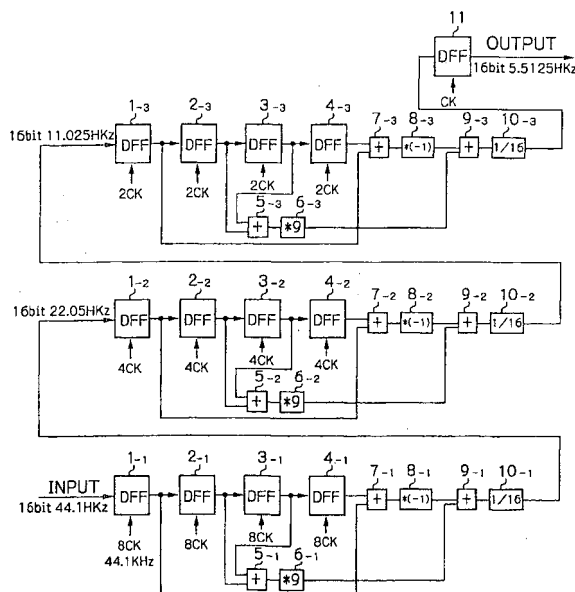 11
DFF
OUTPUT
16bit 5.5125HKz
CK
1-3 2-3 3-3 4-3 7-3 8-3 9-3 10-3
16bit 11.025HKz
DFF DFF DFF DFF + *(-1) + 1/16
2CK 2CK 2CK 2CK
5-3 6-3
+ *9
1-2 2-2 3-2 4-2 7-2 8-2 9-2 10-2
16bit 22.05HKz
DFF DFF DFF DFF + *(-1) + 1/16
4CK 4CK 4CK 4CK
5-2 6-2
+ *9
1-1 2-1 3-1 4-1 7-1 8-1 9-1 10-1
INPUT
16bit 44.1HKz
DFF DFF DFF DFF + *(-1) + 1/16
8CK 8CK 8CK 8CK
44.1KHz
5-1 6-1
+ *9